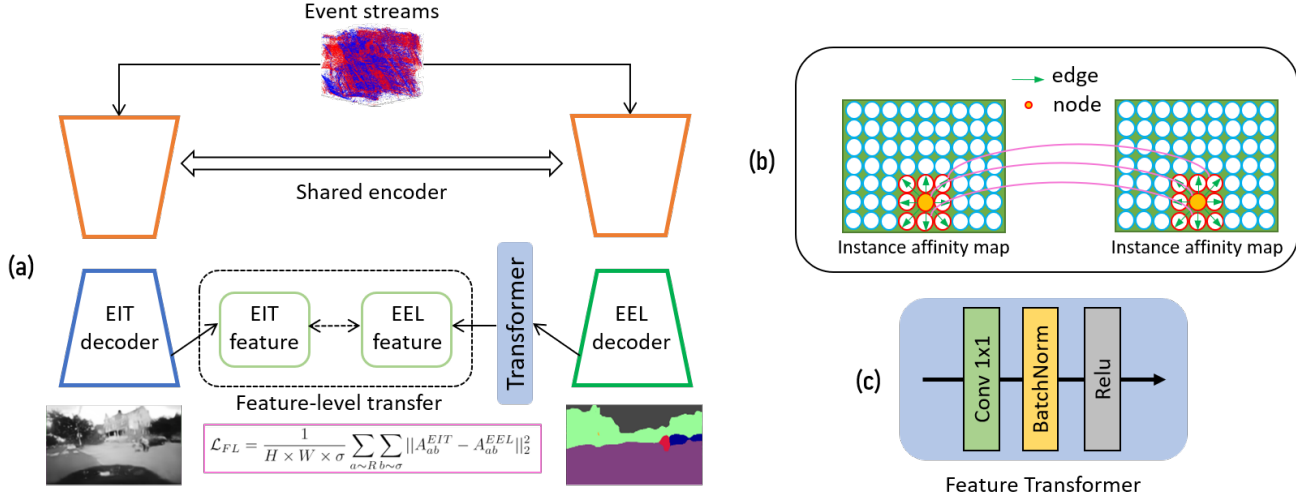 Event streams
Shared encoder
(a)
EIT
decoder
EIT
feature
EEL
feature
Transformer
EEL
decoder
Feature-level transfer
$\mathcal{L}_{FL} = \frac{1}{H \times W \times \sigma} \sum_{a \sim R} \sum_{b \sim \sigma} ||A_{ab}^{EIT} - A_{ab}^{EEL}||_2^2$
(b)
edge
node
Instance affinity map
Instance affinity map
(c)
Conv 1x1
BatchNorm
Relu
Feature Transformer